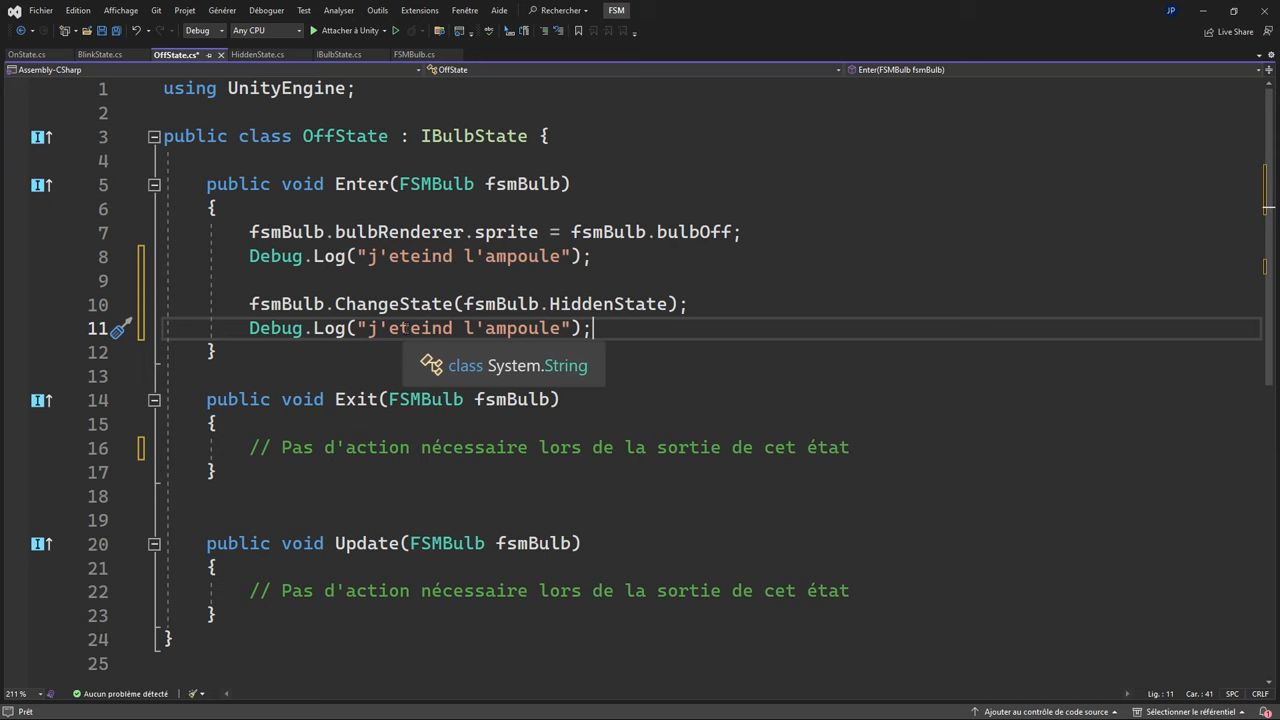 Fichier Edition Affichage Git Projet Générer Déboguer Test Analyser Outils Extensions Fenêtre Aide Rechercher FSM JP
Debug Any CPU Attacher à Unity Live Share
OnState.cs BlinkState.cs OffState.cs* HiddenState.cs IBulbState.cs FSMBulb.cs
Assembly-CSharp OffState Enter(FSMBulb fsmBulb)
1 using UnityEngine;
2
3 public class OffState : IBulbState {
4
5 public void Enter(FSMBulb fsmBulb)
6 {
7 fsmBulb.bulbRenderer.sprite = fsmBulb.bulbOff;
8 Debug.Log("j'eteind l'ampoule");
9
10 fsmBulb.ChangeState(fsmBulb.HiddenState);
11 Debug.Log("j'eteind l'ampoule");
12 }
class System.String
13
14 public void Exit(FSMBulb fsmBulb)
15 {
16 // Pas d'action nécessaire lors de la sortie de cet état
17 }
18
19
20 public void Update(FSMBulb fsmBulb)
21 {
22 // Pas d'action nécessaire lors de la sortie de cet état
23 }
24 }
25
211 % Aucun problème détecté Lig. : 11 Car. : 41 SPC CRLF
Prêt Ajouter au contrôle de code source Sélectionner le référentiel 1